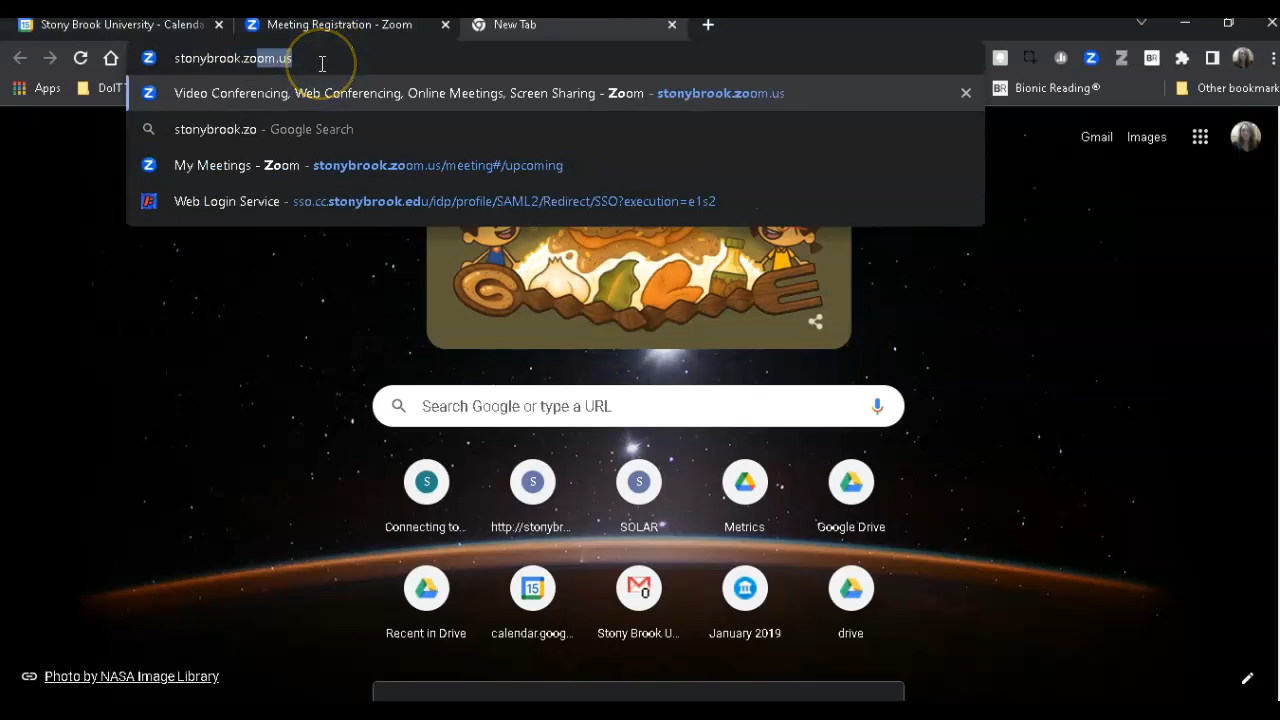 Stony Brook University - Calenda
Meeting Registration - Zoom
New Tab
stonybrook.zoom.us
Apps
DoIT
Bionic Reading®
Other bookmark
Video Conferencing, Web Conferencing, Online Meetings, Screen Sharing - Zoom - stonybrook.zoom.us
stonybrook.zo - Google Search
My Meetings - Zoom - stonybrook.zoom.us/meeting#/upcoming
Web Login Service - sso.cc.stonybrook.edu/idp/profile/SAML2/Redirect/SSO?execution=e1s2
Gmail
Images
Search Google or type a URL
Connecting to...
http://stonybr...
SOLAR
Metrics
Google Drive
Recent in Drive
calendar.goog...
Stony Brook U...
January 2019
drive
Photo by NASA Image Library